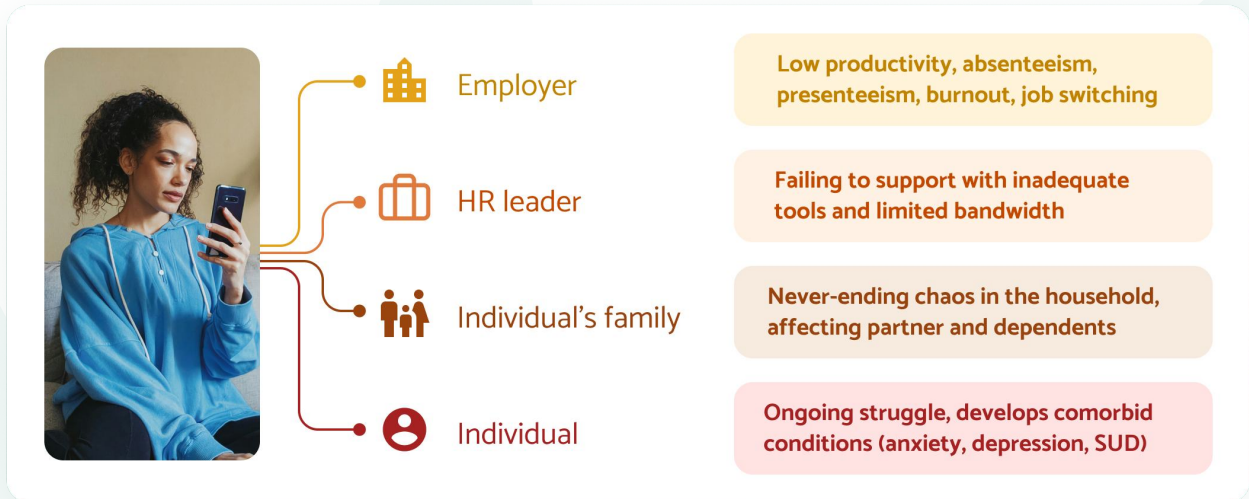 Employer
Low productivity, absenteeism,
presenteeism, burnout, job switching
HR leader
Failing to support with inadequate
tools and limited bandwidth
Individual’s family
Never-ending chaos in the household,
affecting partner and dependents
Individual
Ongoing struggle, develops comorbid
conditions (anxiety, depression, SUD)